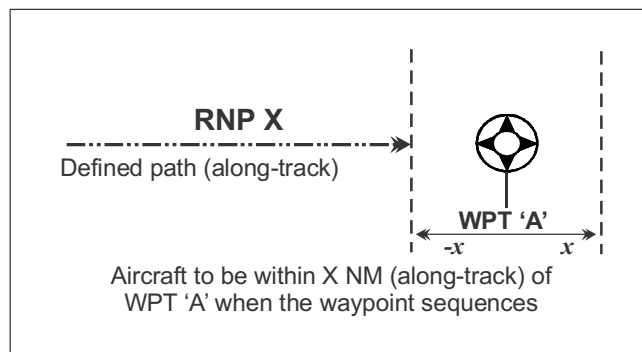 RNP X
Defined path (along-track)
WPT ‘A’
-x x
Aircraft to be within X NM (along-track) of
WPT ‘A’ when the waypoint sequences